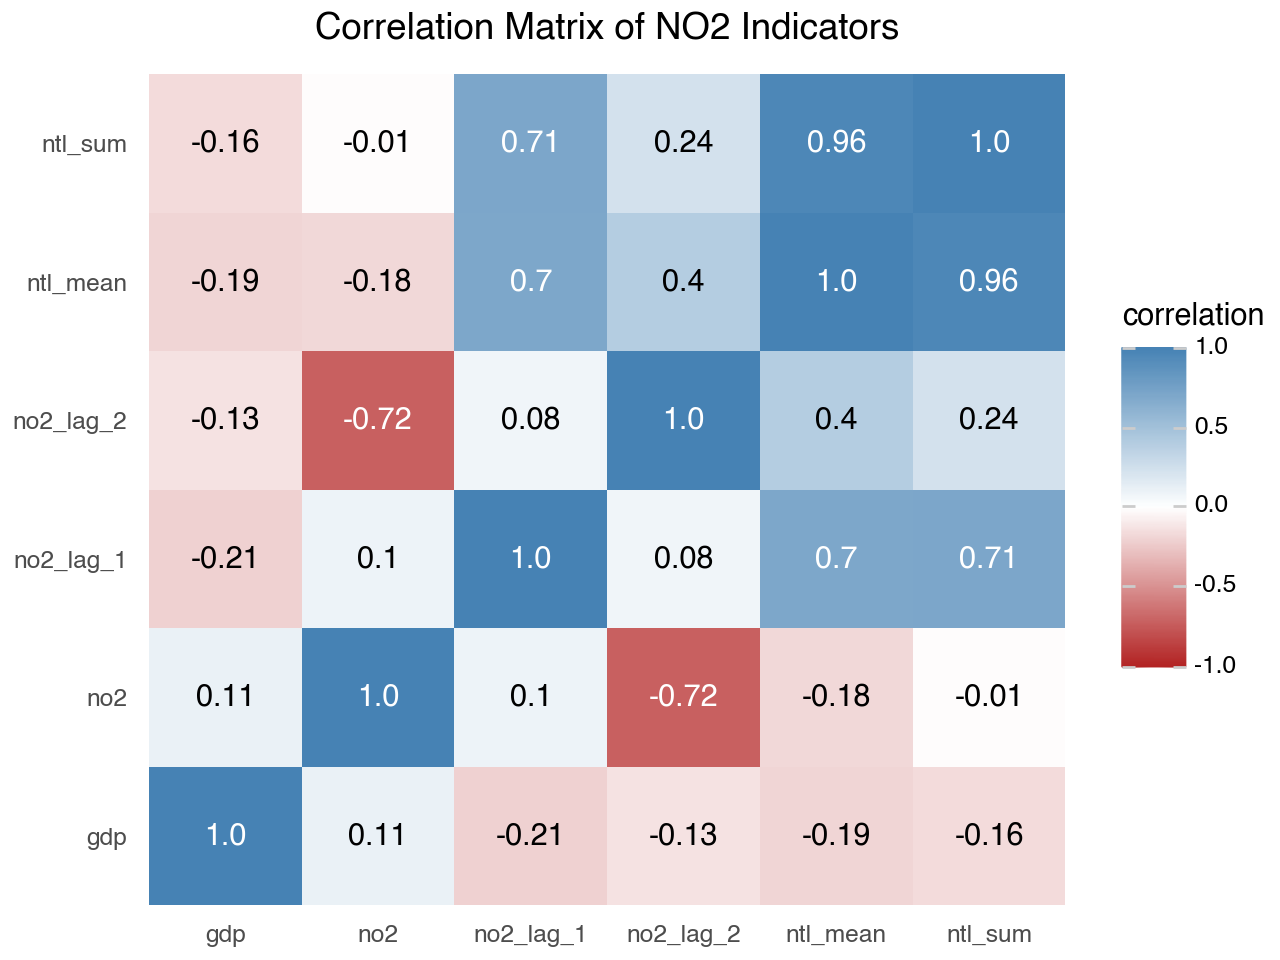 Correlation Matrix of NO2 Indicators
ntl_sum -0.16 -0.01 0.71 0.24 0.96 1.0
ntl_mean -0.19 -0.18 0.7 0.4 1.0 0.96
no2_lag_2 -0.13 -0.72 0.08 1.0 0.4 0.24
no2_lag_1 -0.21 0.1 1.0 0.08 0.7 0.71
no2 0.11 1.0 0.1 -0.72 -0.18 -0.01
gdp 1.0 0.11 -0.21 -0.13 -0.19 -0.16
gdp no2 no2_lag_1 no2_lag_2 ntl_mean ntl_sum
correlation
1.0
0.5
0.0
-0.5
-1.0